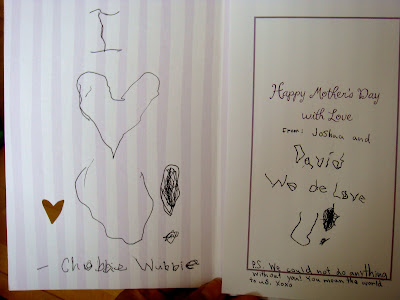 I
U
- Chubbie Wubbie
Happy Mother's Day
with Love
From: Joshua and
David
We de Love
U
P.S. We could not do anything
without you! You mean the world
to us. xoxo